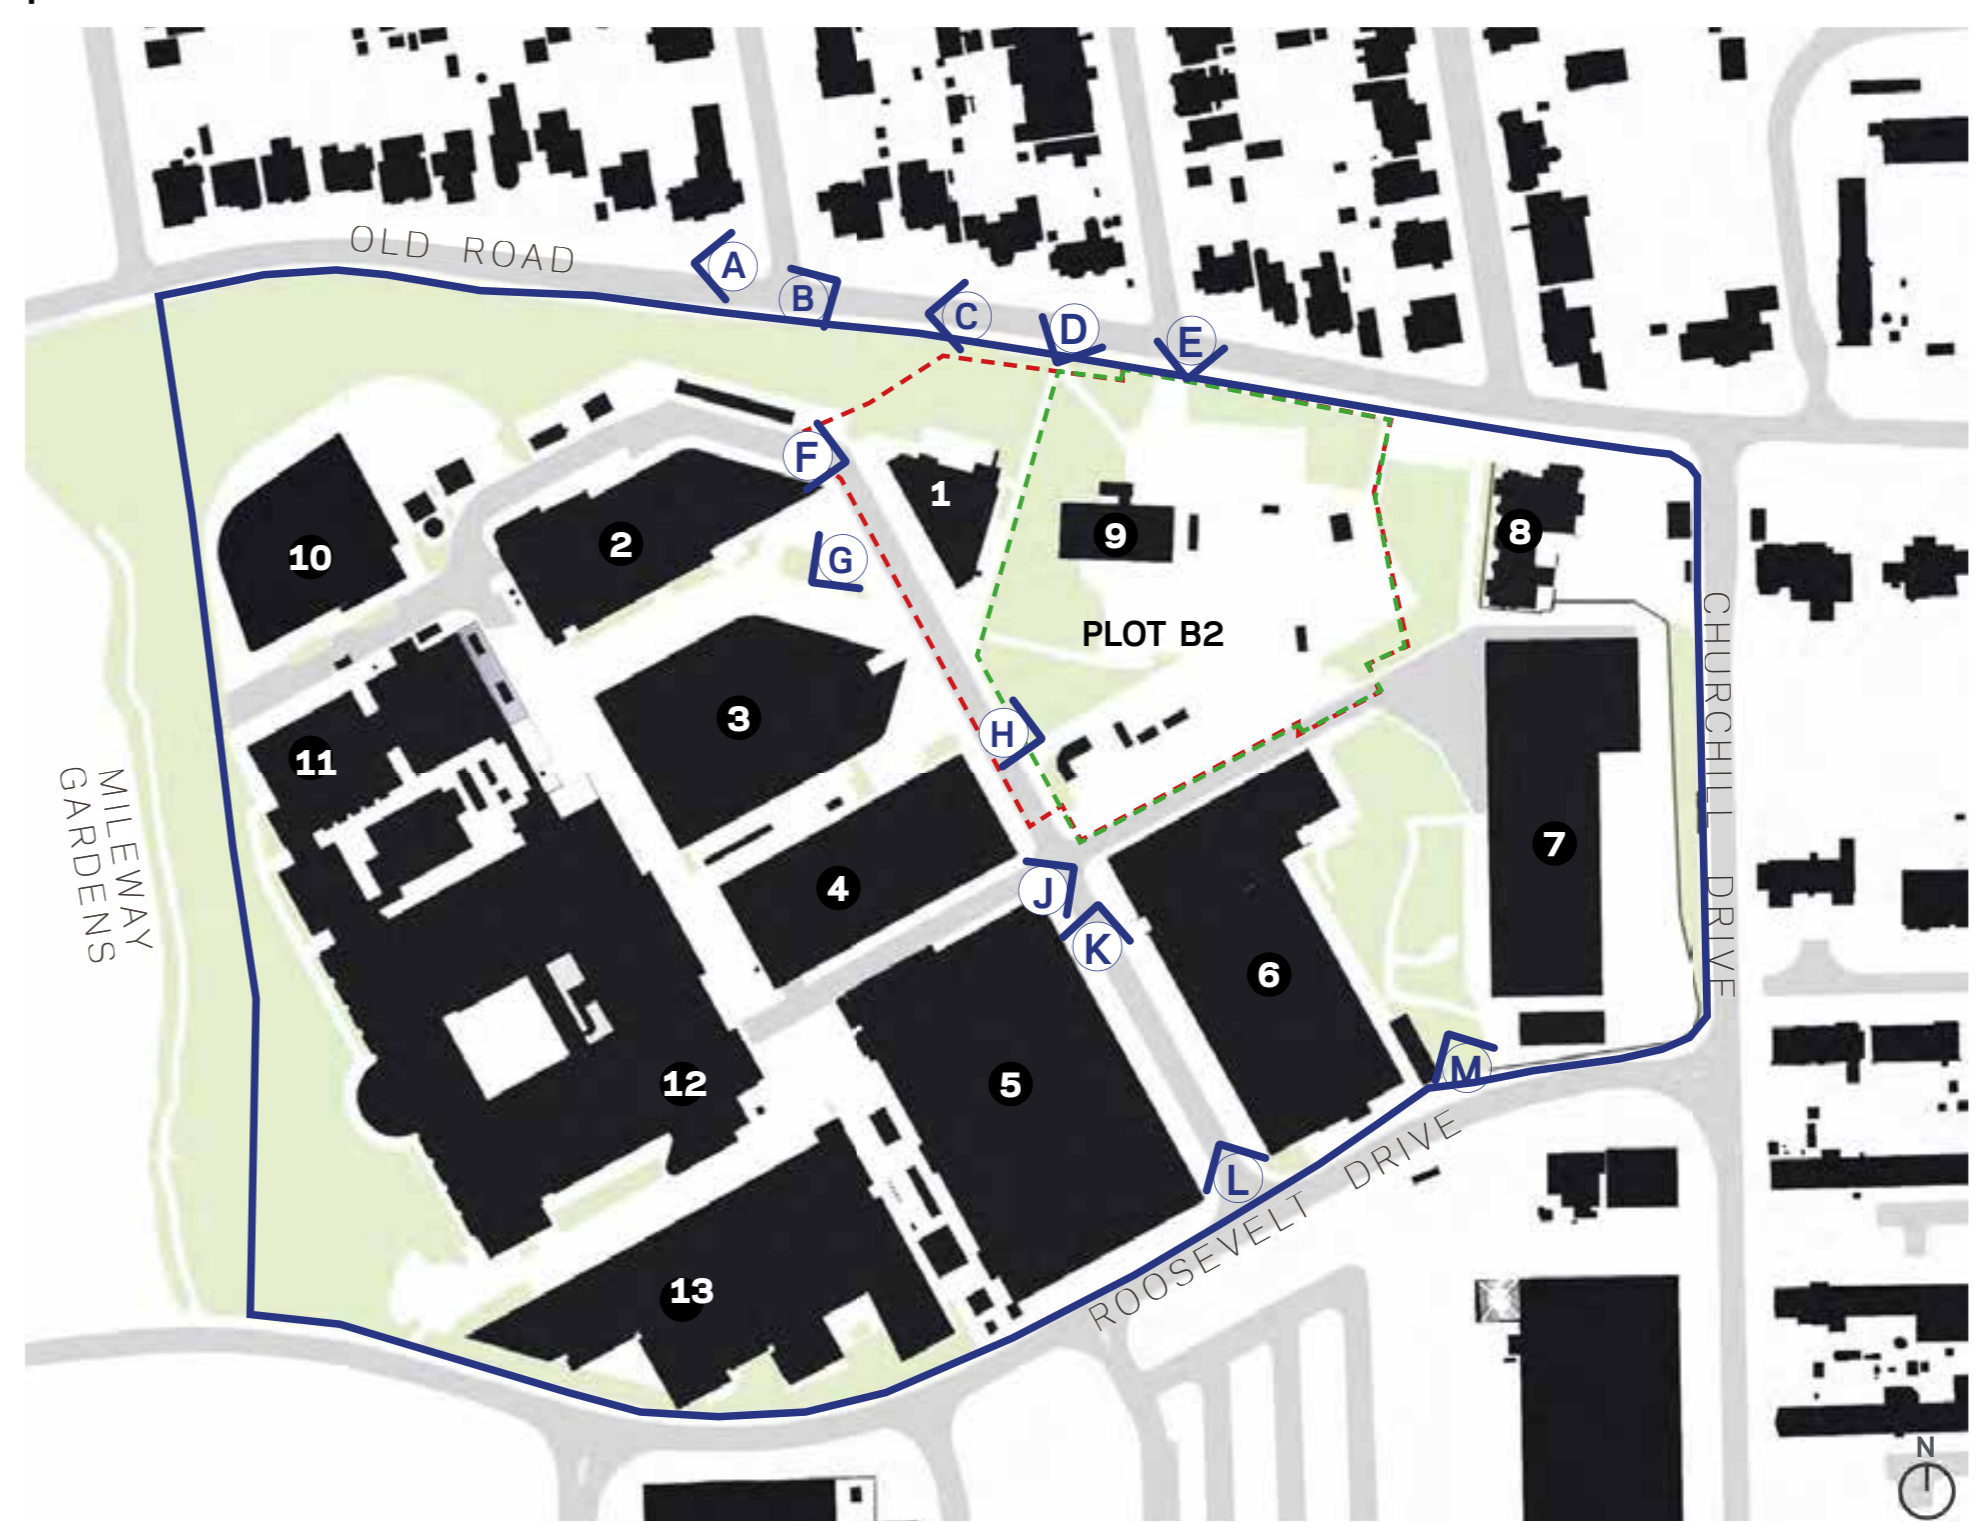 OLD ROAD
A
B
C
D
E
F
1
G
2
9
8
10
PLOT B2
CHURCHILL DRIVE
3
H
11
MILEWAY
GARDENS
7
4
J
K
6
M
12
5
L
ROOSEVELT DRIVE
13
N